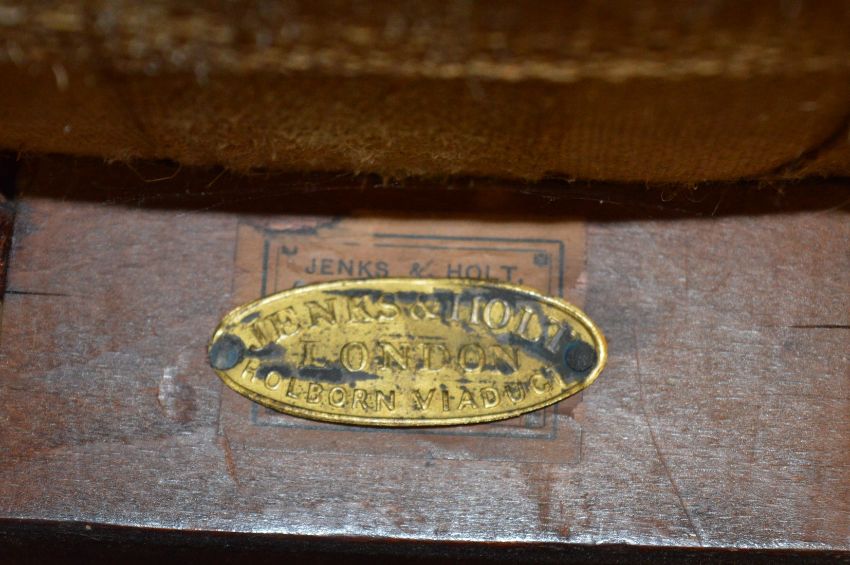 JENKS & HOLT,
JENKS & HOLT
LONDON
HOLBORN VIADUCT